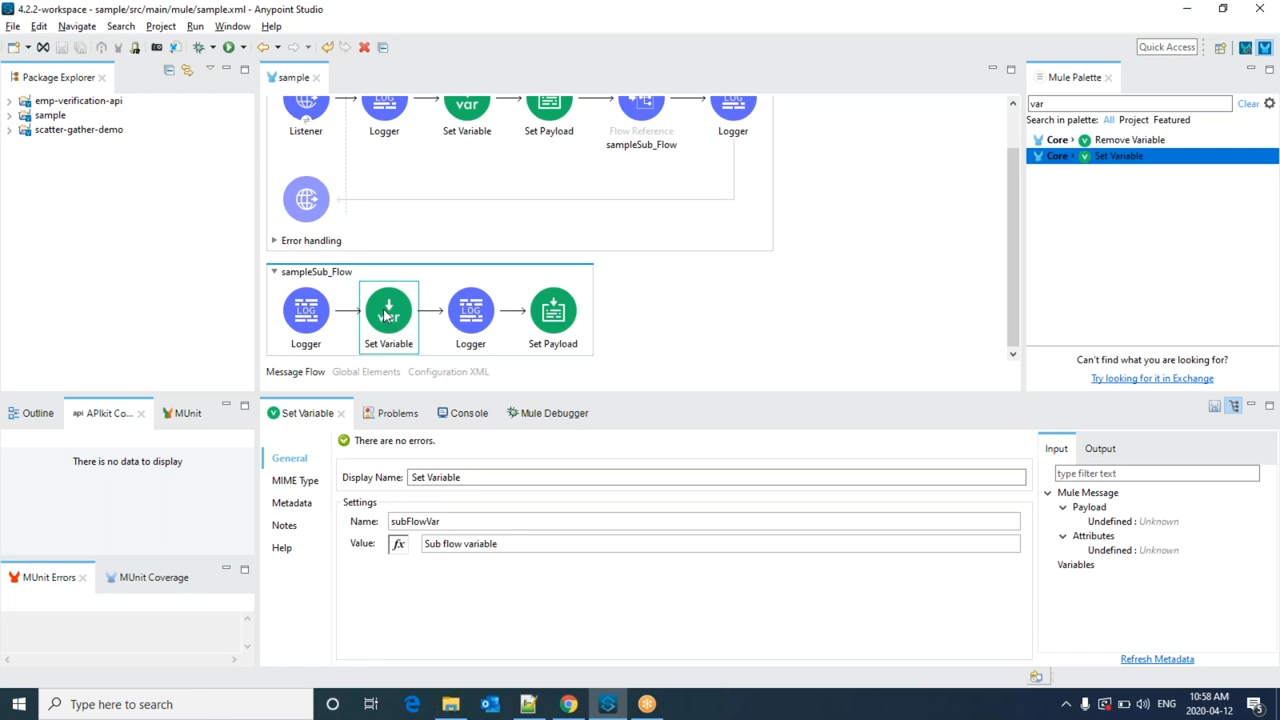 4.2.2-workspace - sample/src/main/mule/sample.xml - Anypoint Studio
File Edit Navigate Search Project Run Window Help
Quick Access
Package Explorer
emp-verification-api
sample
scatter-gather-demo
sample
Listener
Logger
var
Set Variable
Set Payload
Flow Reference
sampleSub_Flow
Logger
Error handling
sampleSub_Flow
LOG
Logger
var
Set Variable
LOG
Logger
Set Payload
Message Flow Global Elements Configuration XML
Mule Palette
var
Clear
Search in palette: All Project Featured
Core > Remove Variable
Core > Set Variable
Can't find what you are looking for?
Try looking for it in Exchange
Outline
api APIkit Co...
MUnit
There is no data to display
MUnit Errors
MUnit Coverage
Set Variable
Problems
Console
Mule Debugger
There are no errors.
General
MIME Type
Metadata
Notes
Help
Display Name: Set Variable
Settings
Name: subFlowVar
Value: fx Sub flow variable
Input
Output
type filter text
Mule Message
Payload
Undefined : Unknown
Attributes
Undefined : Unknown
Variables
Refresh Metadata
Type here to search
ENG
10:58 AM
2020-04-12
5